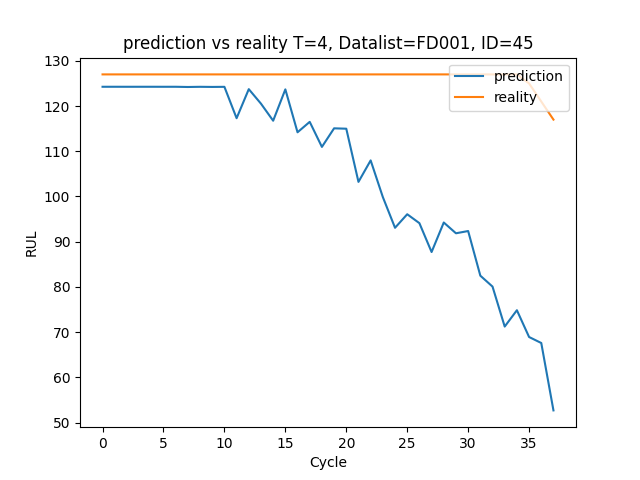 prediction vs reality T=4, Datalist=FD001, ID=45
130
120
110
100
90
80
70
60
50
RUL
prediction
reality
0 5 10 15 20 25 30 35
Cycle